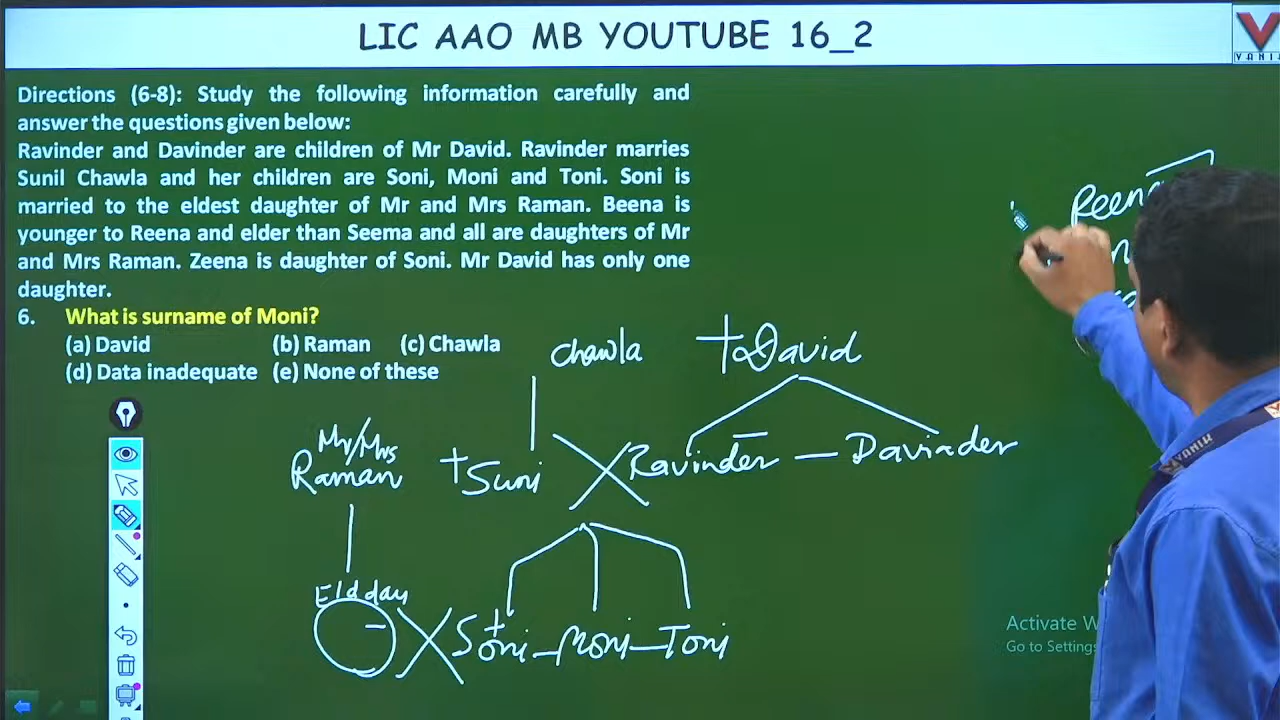 LIC AAO MB YOUTUBE 16_2
VANIK
Directions (6-8): Study the following information carefully and
answer the questions given below:
Ravinder and Davinder are children of Mr David. Ravinder marries
Sunil Chawla and her children are Soni, Moni and Toni. Soni is
married to the eldest daughter of Mr and Mrs Raman. Beena is
younger to Reena and elder than Seema and all are daughters of Mr
and Mrs Raman. Zeena is daughter of Soni. Mr David has only one
daughter.
6. What is surname of Moni?
(a) David (b) Raman (c) Chawla
(d) Data inadequate (e) None of these
Chawla + David
Mr/Mrs
Raman + Suni Ravinder — Davinder
Eld dau
Soni — Moni — Toni
VANIK
Go to Settings